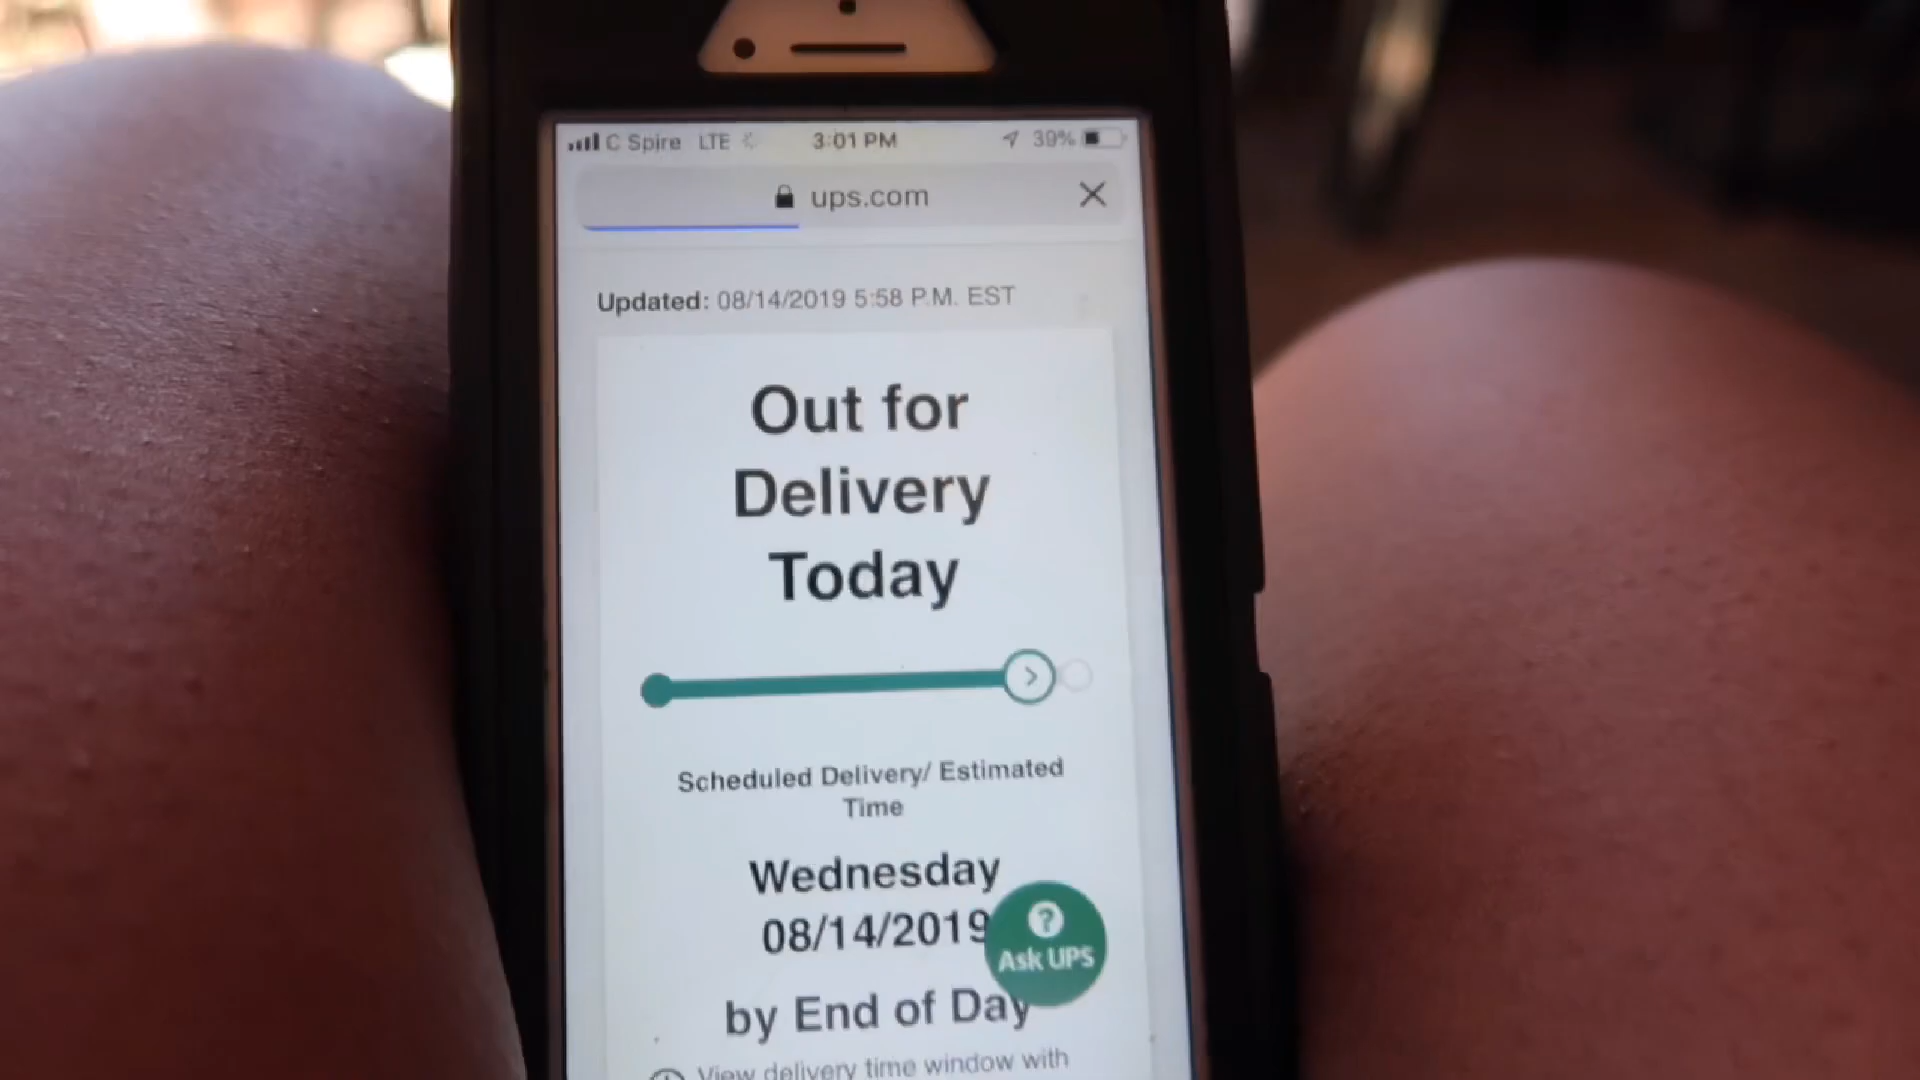 C Spire LTE 3:01 PM 39%
ups.com
Updated: 08/14/2019 5:58 P.M. EST
Out for
Delivery
Today
Scheduled Delivery/ Estimated
Time
Wednesday
08/14/2019
?
Ask UPS
by End of Day
View delivery time window with